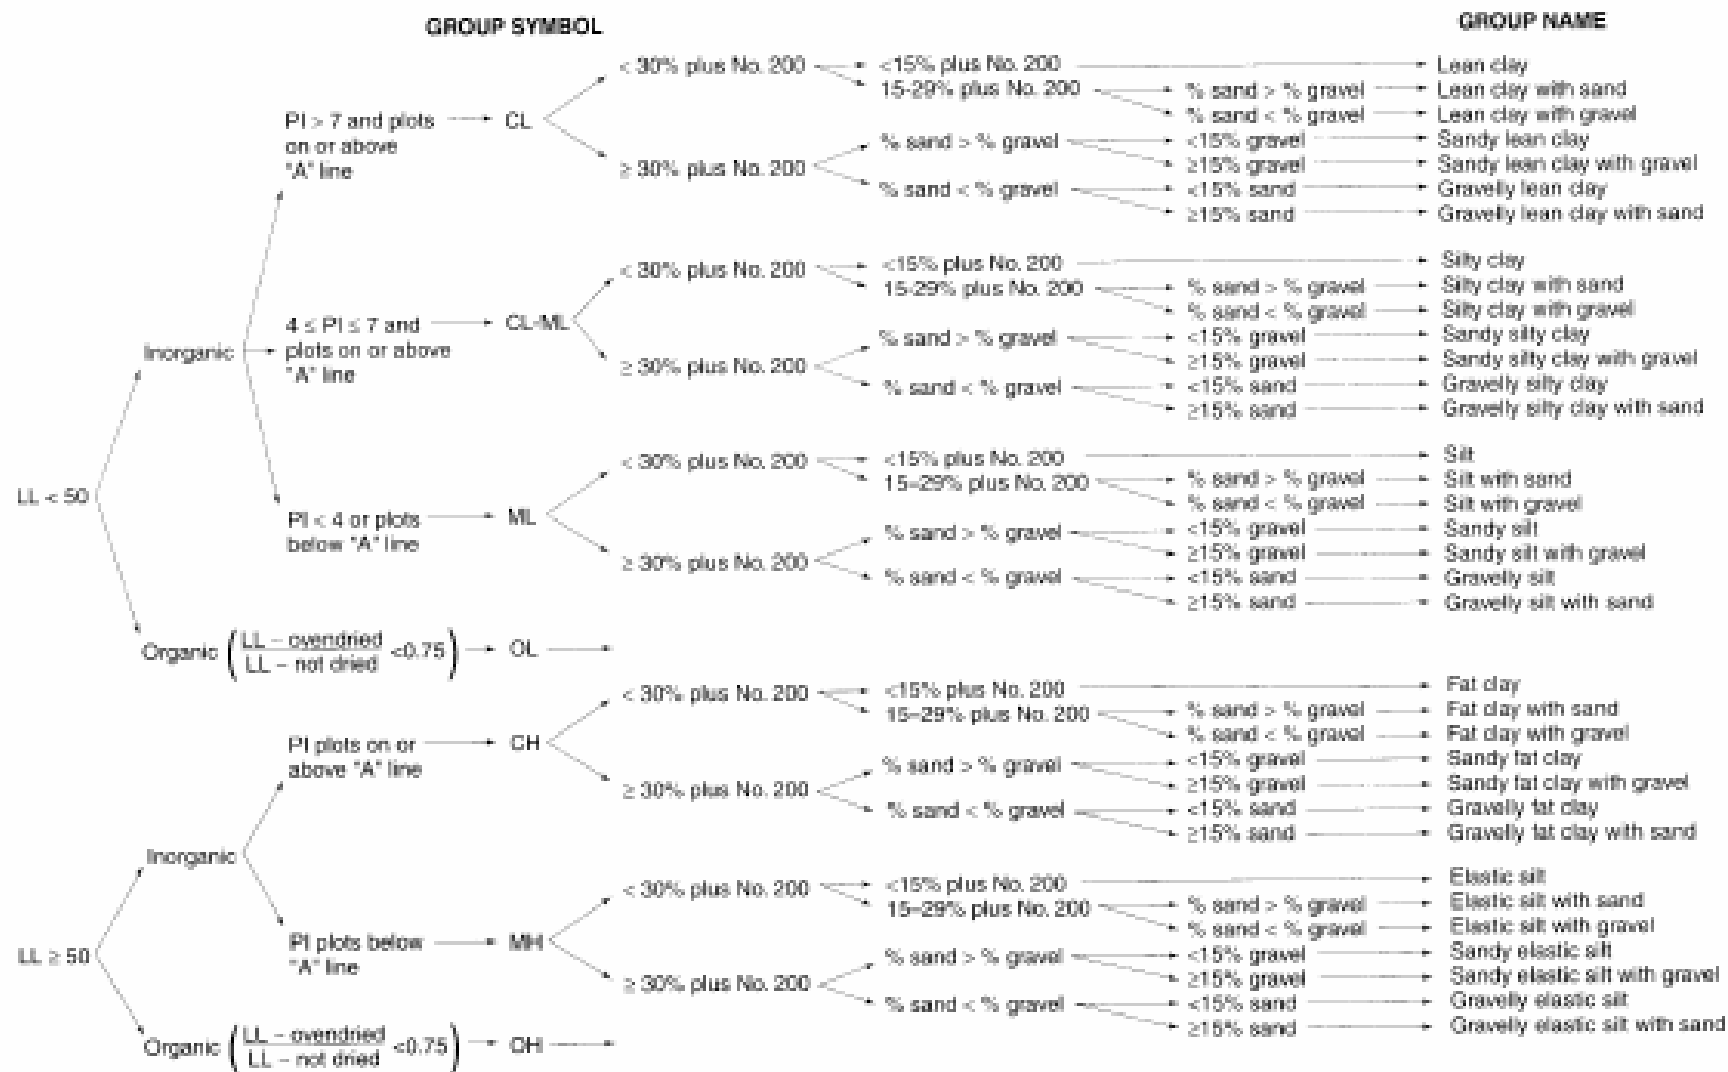 GROUP SYMBOL
GROUP NAME
< 30% plus No. 200
<15% plus No. 200
Lean clay
15-29% plus No. 200
% sand > % gravel
Lean clay with sand
% sand < % gravel
Lean clay with gravel
PI > 7 and plots
on or above
"A" line
CL
≥ 30% plus No. 200
% sand > % gravel
<15% gravel
Sandy lean clay
≥15% gravel
Sandy lean clay with gravel
% sand < % gravel
<15% sand
Gravelly lean clay
≥15% sand
Gravelly lean clay with sand
LL < 50
Inorganic
4 ≤ PI ≤ 7 and
plots on or above
"A" line
CL-ML
< 30% plus No. 200
<15% plus No. 200
Silty clay
15-29% plus No. 200
% sand > % gravel
Silty clay with sand
% sand < % gravel
Silty clay with gravel
≥ 30% plus No. 200
% sand > % gravel
<15% gravel
Sandy silty clay
≥15% gravel
Sandy silty clay with gravel
% sand < % gravel
<15% sand
Gravelly silty clay
≥15% sand
Gravelly silty clay with sand
PI < 4 or plots
below "A" line
ML
< 30% plus No. 200
<15% plus No. 200
Silt
15–29% plus No. 200
% sand > % gravel
Silt with sand
% sand < % gravel
Silt with gravel
≥ 30% plus No. 200
% sand > % gravel
<15% gravel
Sandy silt
≥15% gravel
Sandy silt with gravel
% sand < % gravel
<15% sand
Gravelly silt
≥15% sand
Gravelly silt with sand
Organic (LL – ovendried
LL – not dried <0.75)
OL
LL ≥ 50
Inorganic
PI plots on or
above "A" line
CH
< 30% plus No. 200
<15% plus No. 200
Fat clay
15–29% plus No. 200
% sand > % gravel
Fat clay with sand
% sand < % gravel
Fat clay with gravel
≥ 30% plus No. 200
% sand > % gravel
<15% gravel
Sandy fat clay
≥15% gravel
Sandy fat clay with gravel
% sand < % gravel
<15% sand
Gravelly fat clay
≥15% sand
Gravelly fat clay with sand
PI plots below
"A" line
MH
< 30% plus No. 200
<15% plus No. 200
Elastic silt
15–29% plus No. 200
% sand > % gravel
Elastic silt with sand
% sand < % gravel
Elastic silt with gravel
≥ 30% plus No. 200
% sand > % gravel
<15% gravel
Sandy elastic silt
≥15% gravel
Sandy elastic silt with gravel
% sand < % gravel
<15% sand
Gravelly elastic silt
≥15% sand
Gravelly elastic silt with sand
Organic (LL – ovendried
LL – not dried <0.75)
OH